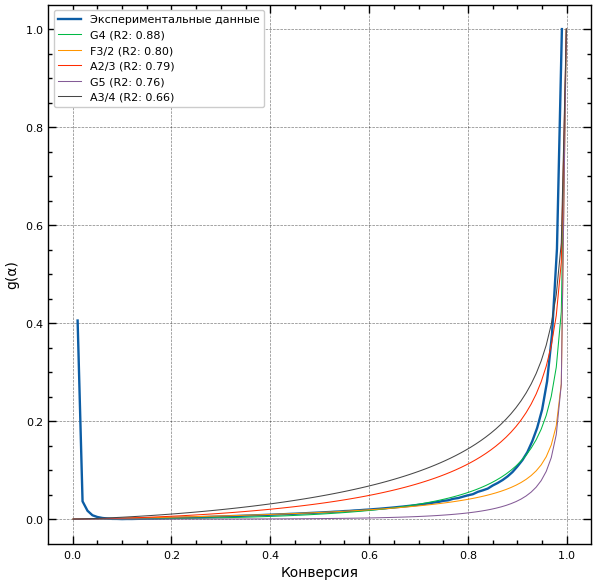 Экспериментальные данные
G4 (R2: 0.88)
F3/2 (R2: 0.80)
A2/3 (R2: 0.79)
G5 (R2: 0.76)
A3/4 (R2: 0.66)
g(α)
1.0
0.8
0.6
0.4
0.2
0.0
0.0 0.2 0.4 0.6 0.8 1.0
Конверсия